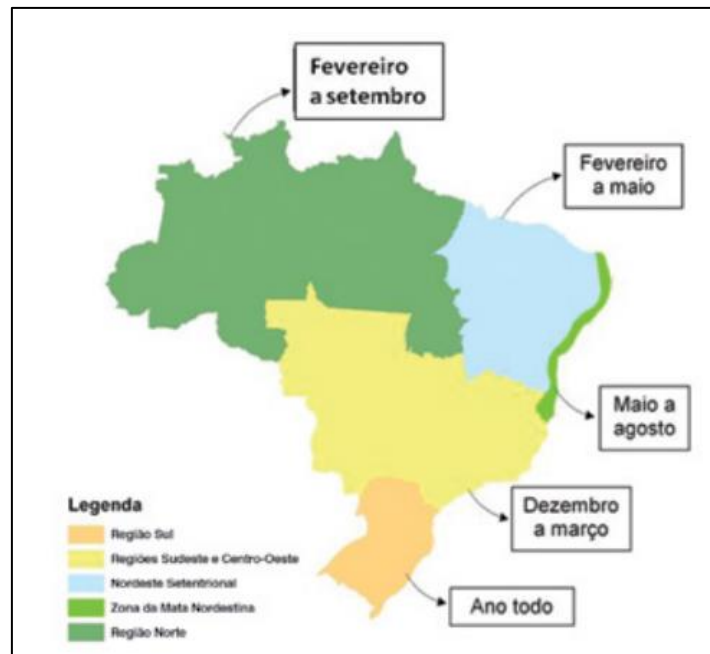 Fevereiro
a setembro
Fevereiro
a maio
Maio a
agosto
Dezembro
a março
Ano todo
Legenda
Região Sul
Regiões Sudeste e Centro-Oeste
Nordeste Setentrional
Zona da Mata Nordestina
Região Norte